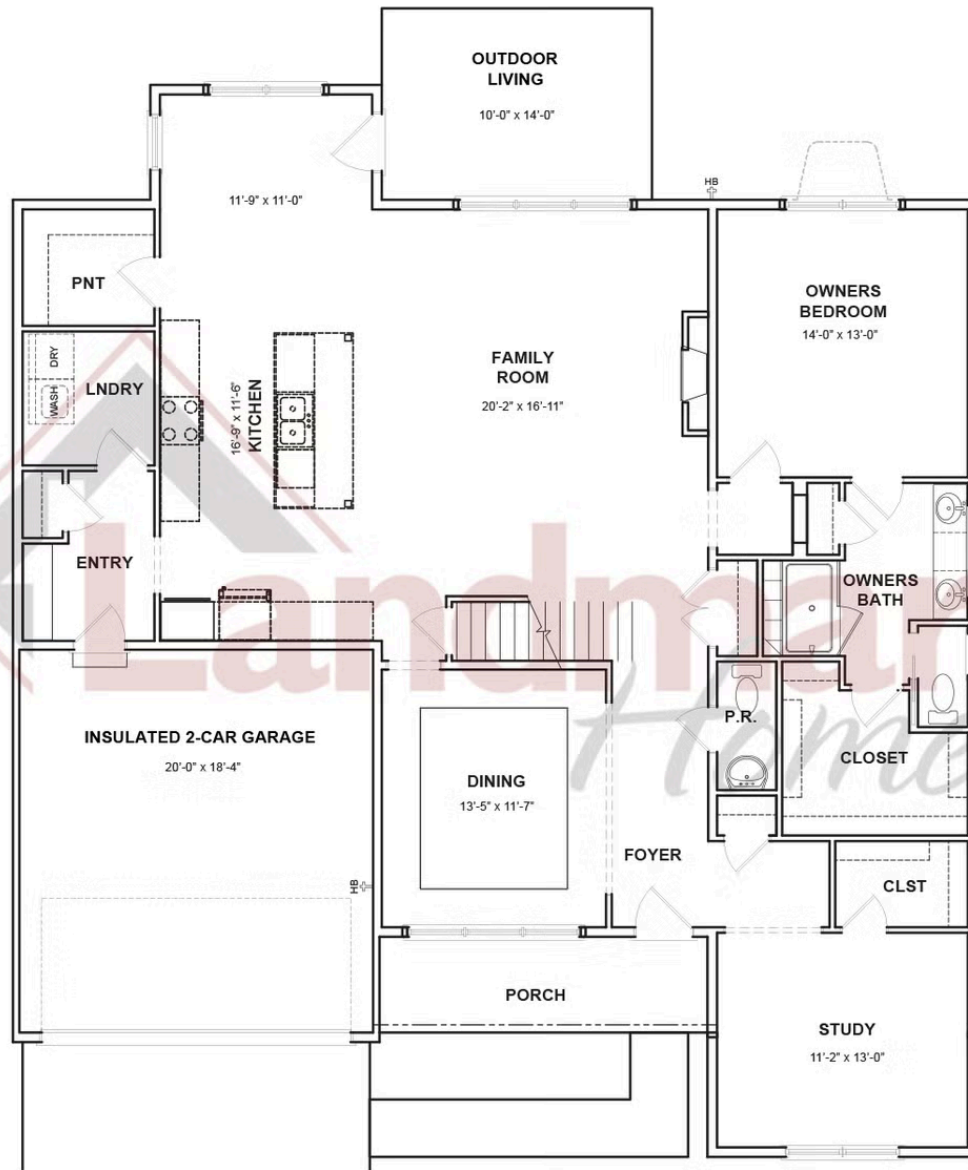 OUTDOOR
LIVING
10'-0" x 14'-0"
11'-9" x 11'-0"
HB
PNT
OWNERS
BEDROOM
14'-0" x 13'-0"
DRY
WASH
LNDRY
16'-9" x 11'-6"
KITCHEN
FAMILY
ROOM
20'-2" x 16'-11"
ENTRY
OWNERS
BATH
Landmar
Home
INSULATED 2-CAR GARAGE
20'-0" x 18'-4"
P.R.
DINING
13'-5" x 11'-7"
CLOSET
FOYER
HB
CLST
PORCH
STUDY
11'-2" x 13'-0"